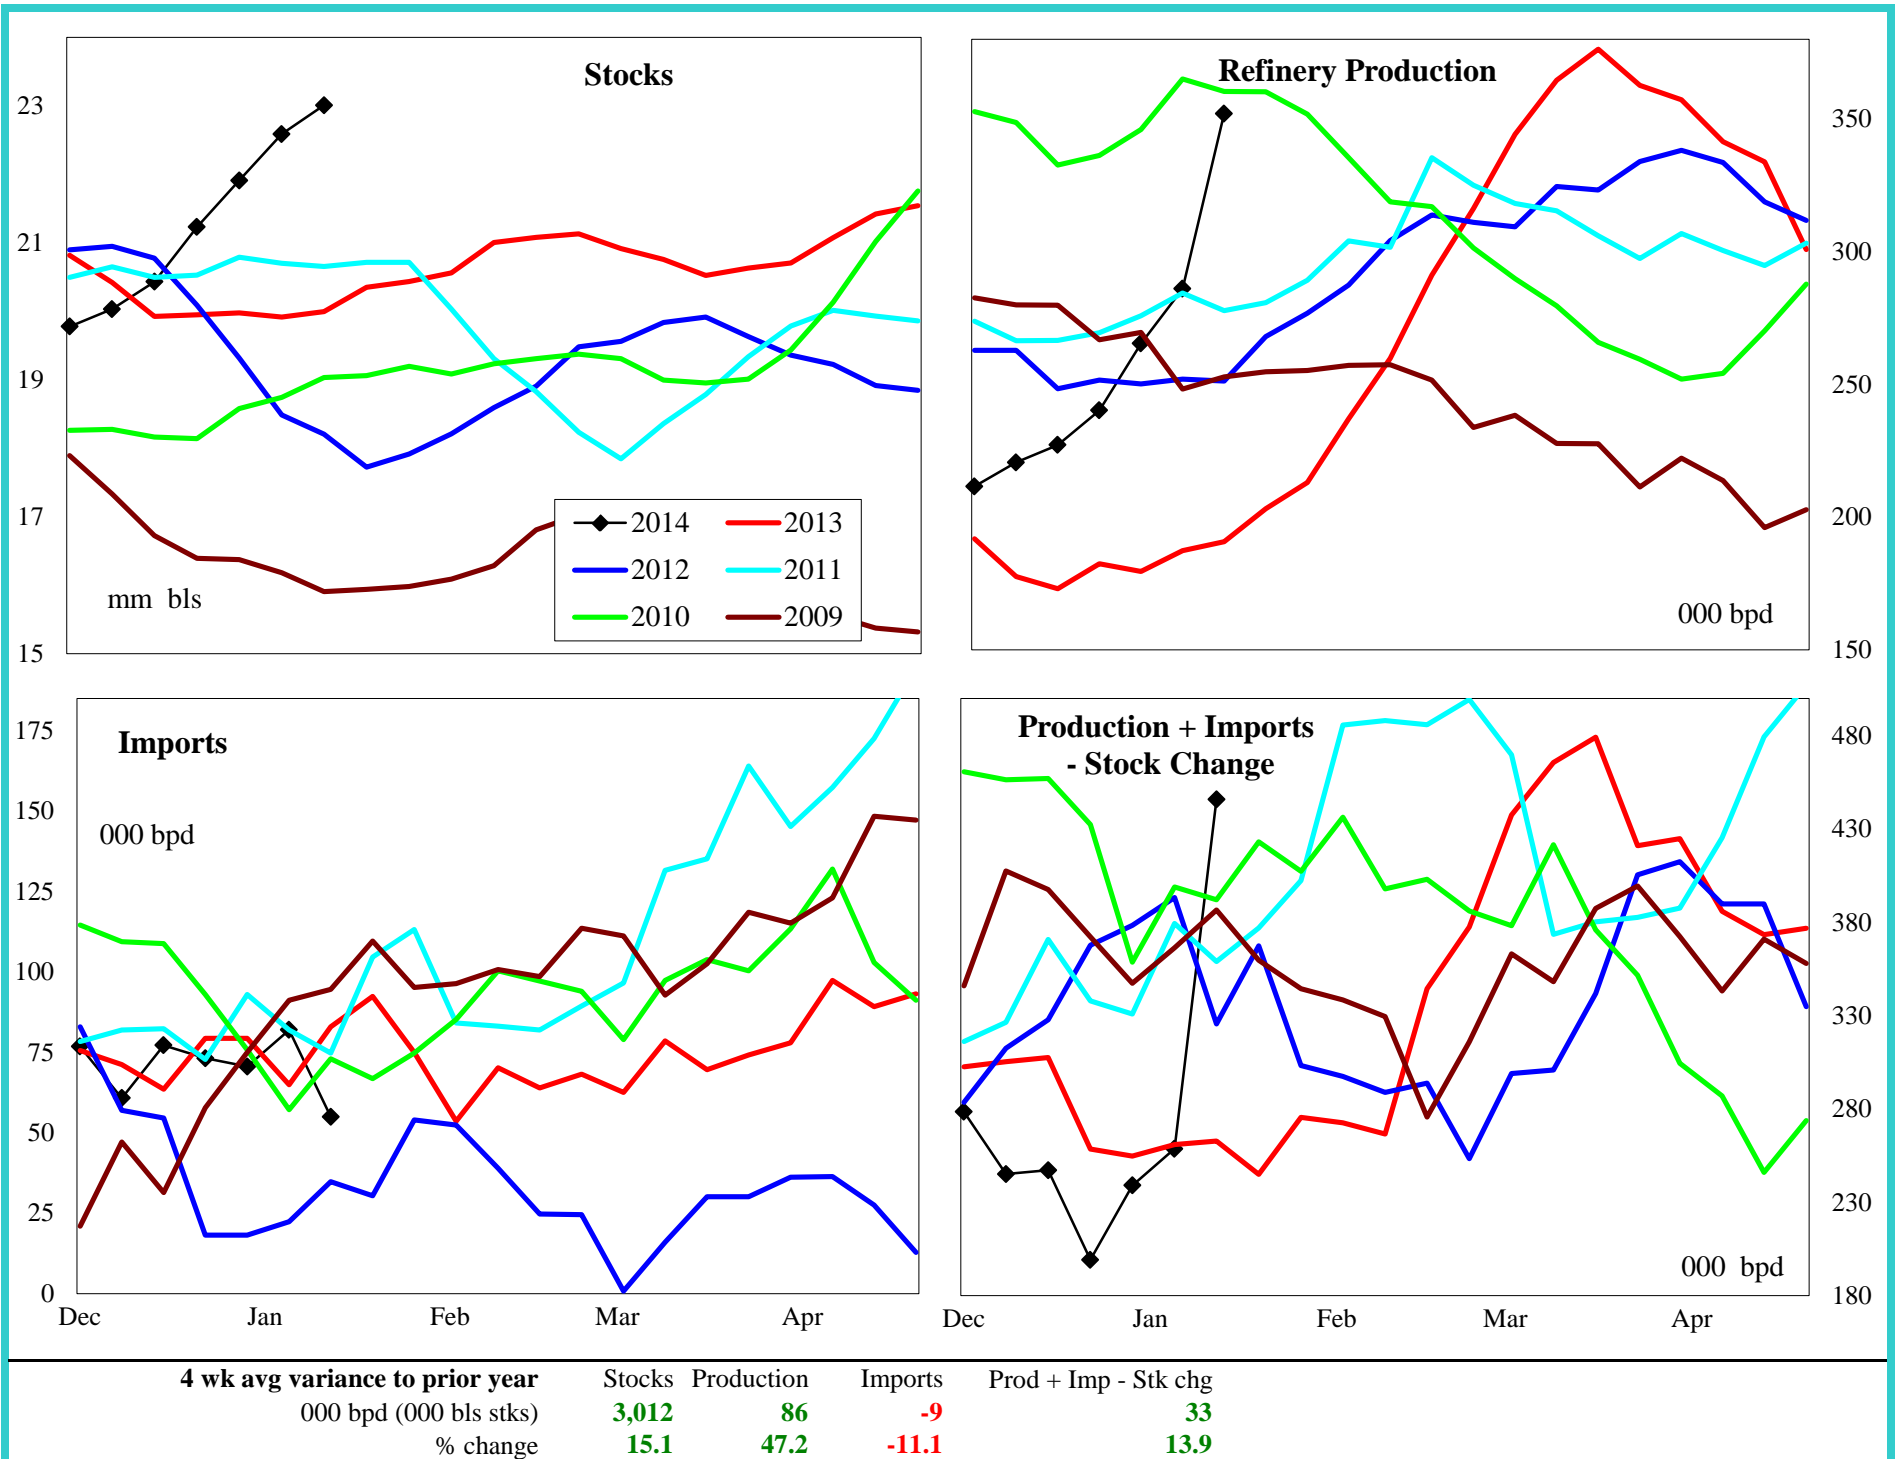 Stocks
23
21
19
17
15
mm bls
2014 2013
2012 2011
2010 2009
Refinery Production
350
300
250
200
150
000 bpd
Imports
000 bpd
175
150
125
100
75
50
25
0
Dec Jan Feb Mar Apr
Production + Imports
- Stock Change
480
430
380
330
280
230
180
000 bpd
Dec Jan Feb Mar Apr
4 wk avg variance to prior year Stocks Production Imports Prod + Imp - Stk chg
000 bpd (000 bls stks) 3,012 86 -9 33
% change 15.1 47.2 -11.1 13.9